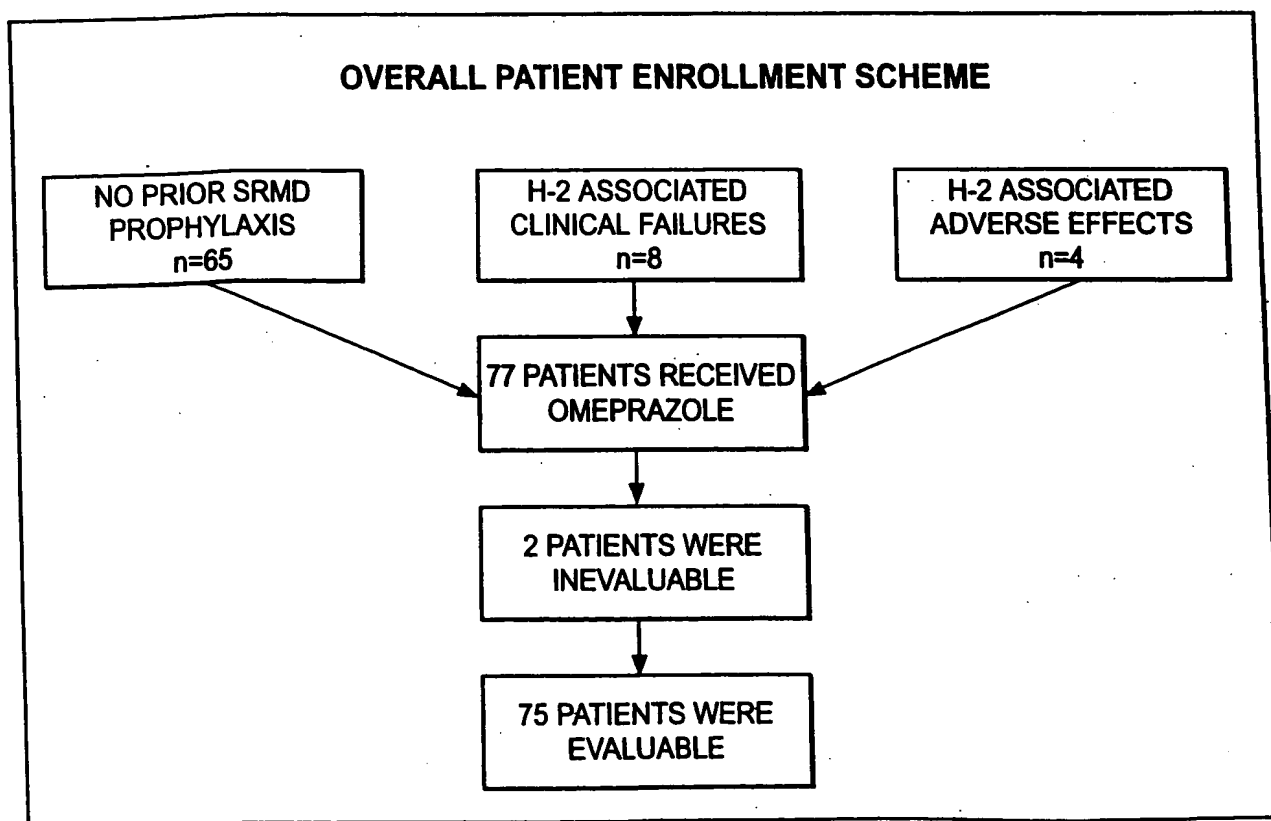 OVERALL PATIENT ENROLLMENT SCHEME
NO PRIOR SRMD
PROPHYLAXIS
n=65
H-2 ASSOCIATED
CLINICAL FAILURES
n=8
H-2 ASSOCIATED
ADVERSE EFFECTS
n=4
77 PATIENTS RECEIVED
OMEPRAZOLE
2 PATIENTS WERE
INEVALUABLE
75 PATIENTS WERE
EVALUABLE